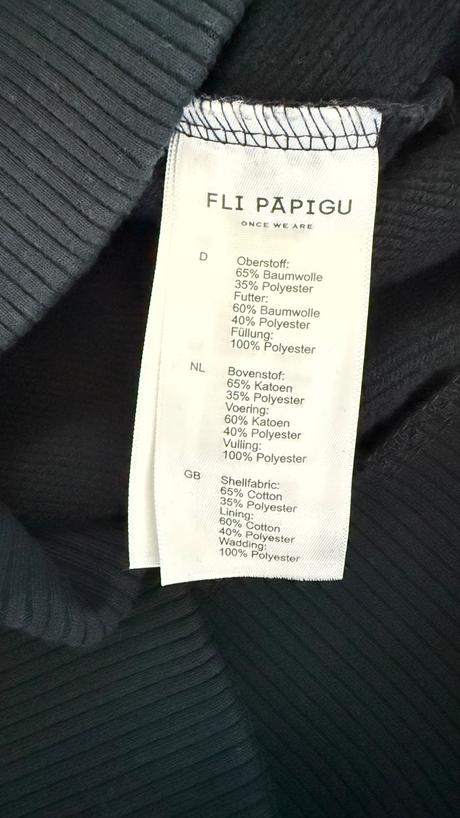 FLI PĀPIGU
ONCE WE ARE
D
Oberstoff:
65% Baumwolle
35% Polyester
Futter:
60% Baumwolle
40% Polyester
Füllung:
100% Polyester
NL
Bovenstof:
65% Katoen
35% Polyester
Voering:
60% Katoen
40% Polyester
Vulling:
100% Polyester
GB
Shellfabric:
65% Cotton
35% Polyester
Lining:
60% Cotton
40% Polyester
Wadding:
100% Polyester